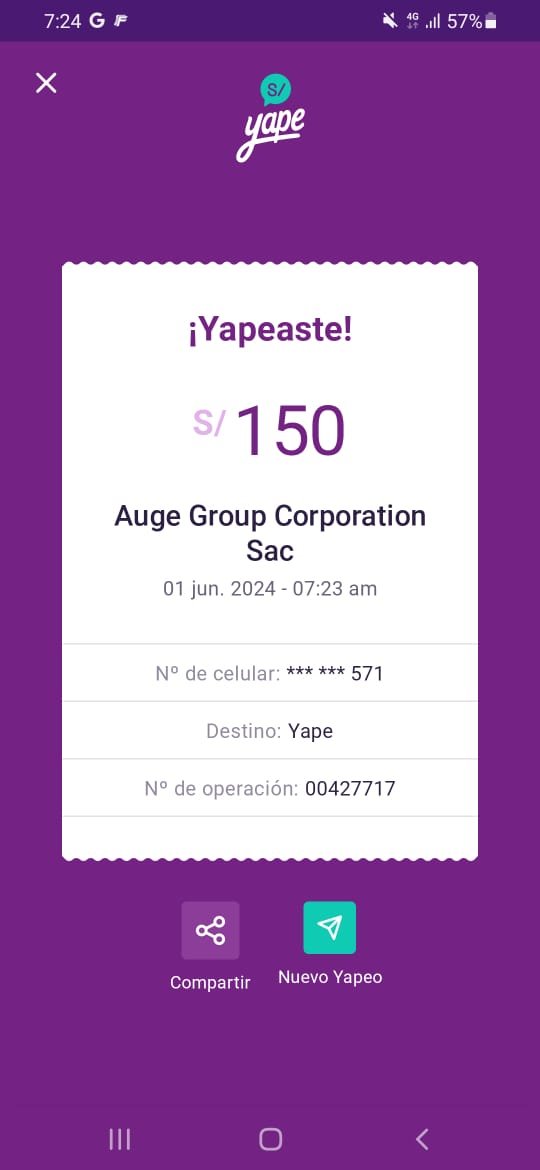 7:24 G
4G 57%
S/
yape
¡Yapeaste!
S/ 150
Auge Group Corporation
Sac
01 jun. 2024 - 07:23 am
Nº de celular: *** *** 571
Destino: Yape
Nº de operación: 00427717
Compartir
Nuevo Yapeo